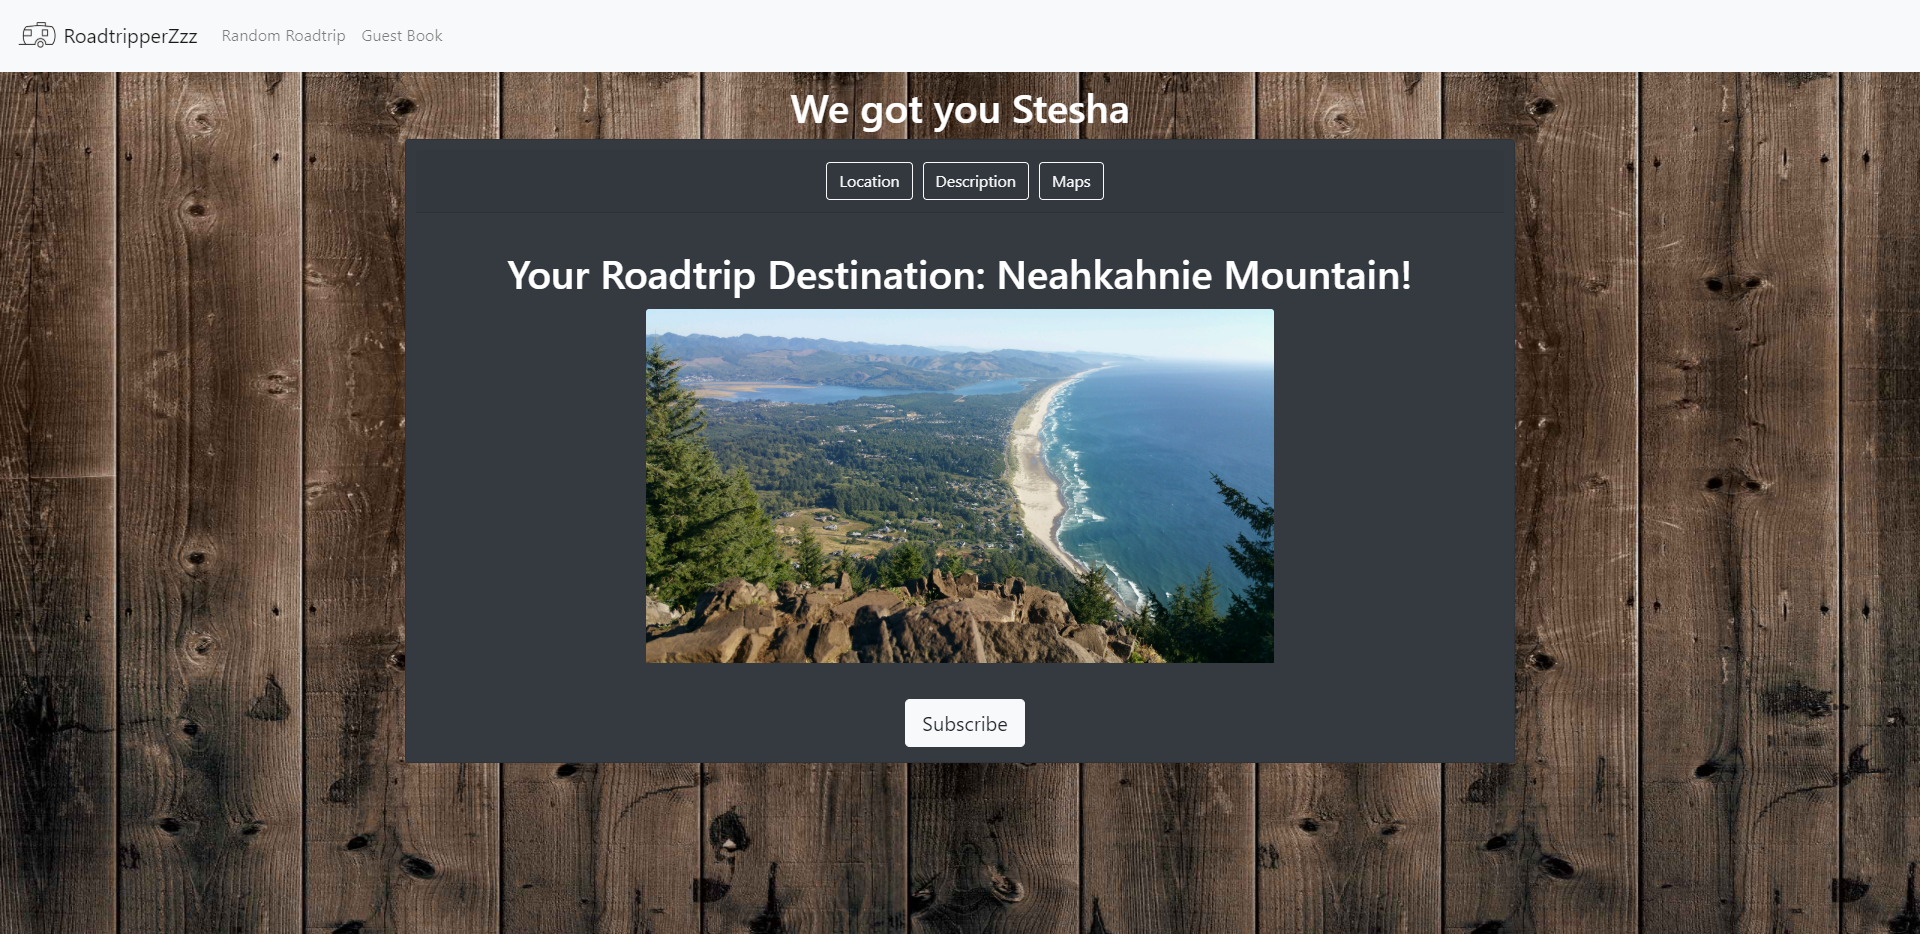 RoadtripperZzz Random Roadtrip Guest Book
We got you Stesha
Location Description Maps
Your Roadtrip Destination: Neahkahnie Mountain!
Subscribe